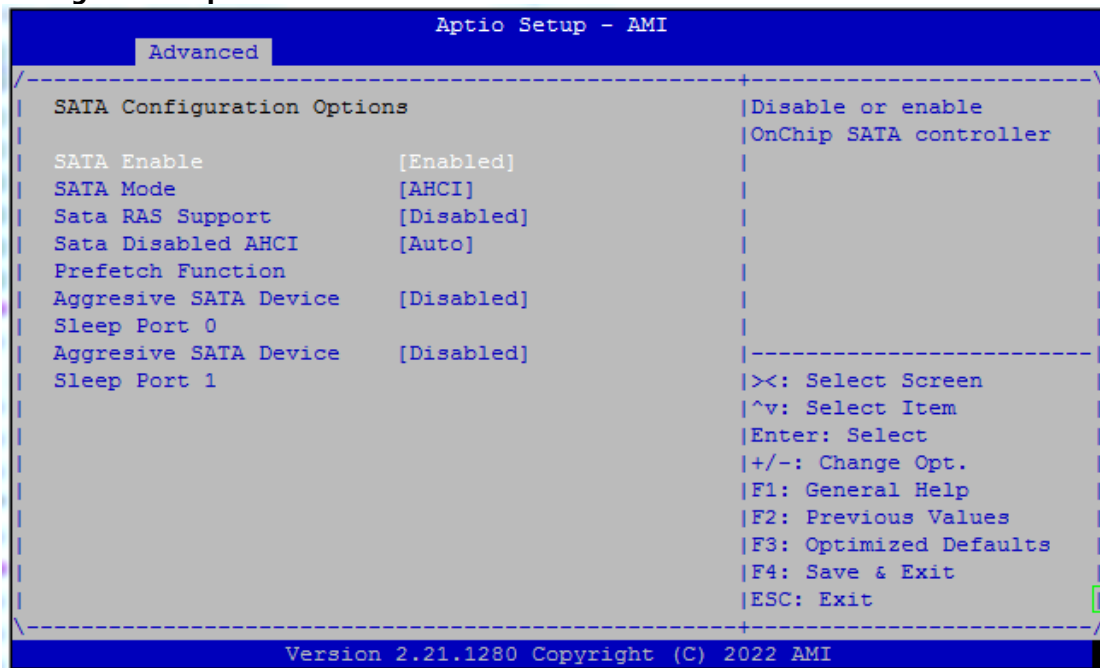 Aptio Setup – AMI
Advanced
SATA Configuration Options
Disable or enable
OnChip SATA controller
SATA Enable [Enabled]
SATA Mode [AHCI]
Sata RAS Support [Disabled]
Sata Disabled AHCI [Auto]
Prefetch Function
Aggresive SATA Device [Disabled]
Sleep Port 0
Aggresive SATA Device [Disabled]
Sleep Port 1
><: Select Screen
^v: Select Item
Enter: Select
+/-: Change Opt.
F1: General Help
F2: Previous Values
F3: Optimized Defaults
F4: Save & Exit
ESC: Exit
Version 2.21.1280 Copyright (C) 2022 AMI